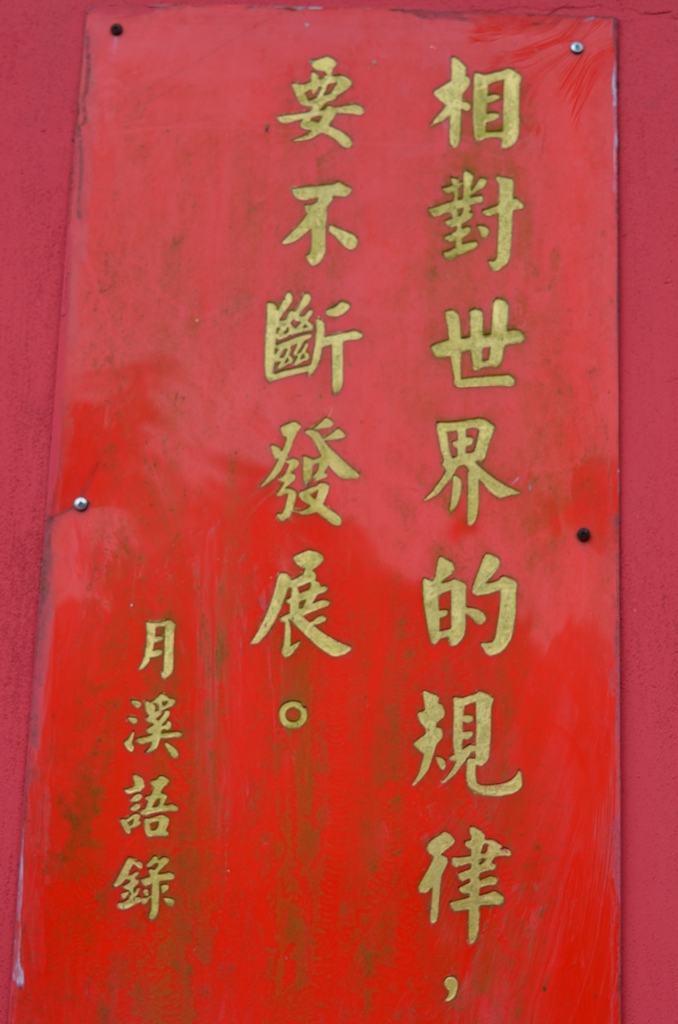 相對世界的規律，
要不斷發展。
月溪語錄